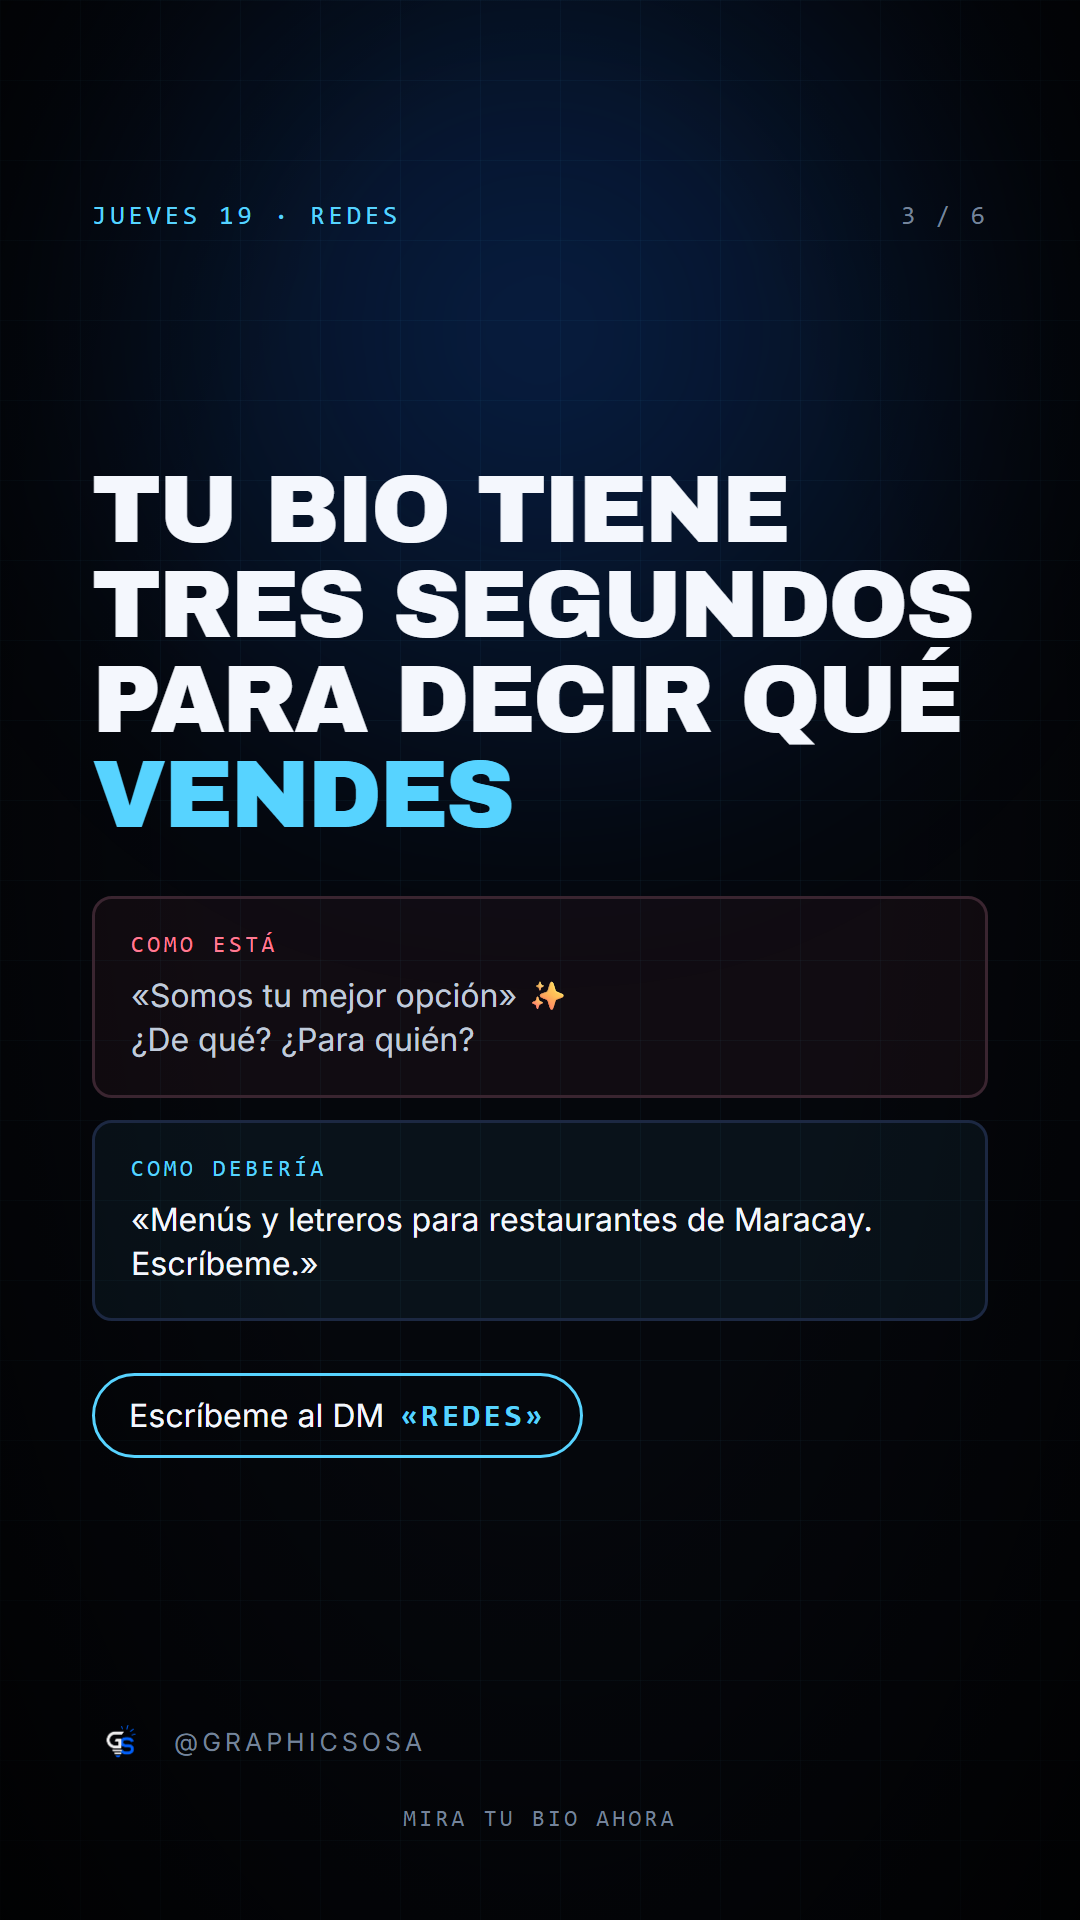 JUEVES 19 · REDES
3 / 6
TU BIO TIENE
TRES SEGUNDOS
PARA DECIR QUÉ
VENDES
COMO ESTÁ
«Somos tu mejor opción» ✨
¿De qué? ¿Para quién?
COMO DEBERÍA
«Menús y letreros para restaurantes de Maracay.
Escríbeme.»
Escríbeme al DM «REDES»
GS
@GRAPHICSOSA
MIRA TU BIO AHORA